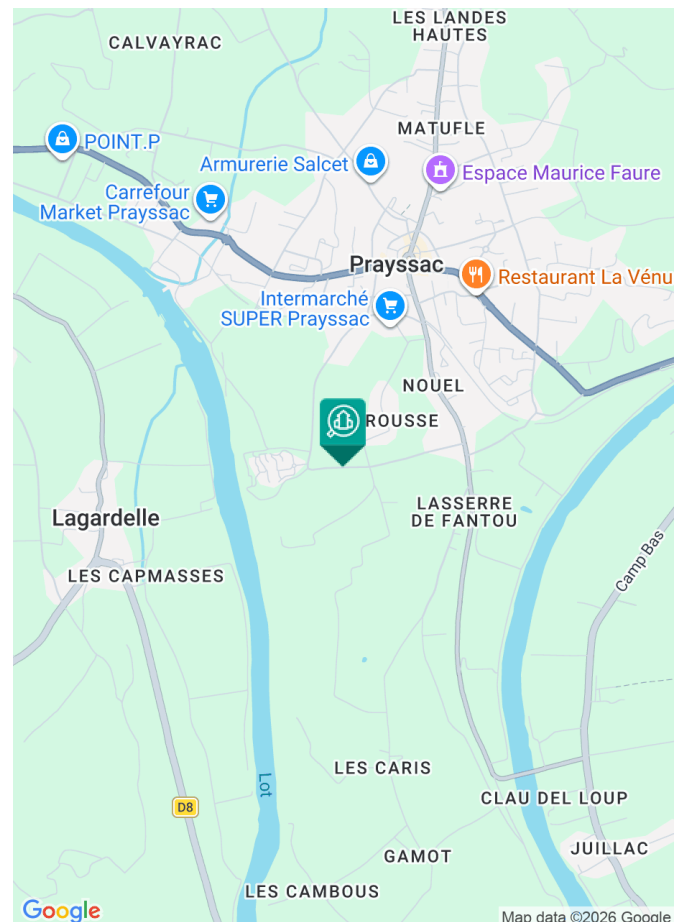 LES LANDES
HAUTES
CALVAYRAC
MATUFLE
POINT.P
Armurerie Salcet
Espace Maurice Faure
Carrefour
Market Prayssac
Prayssac
Restaurant La Vénu
Intermarché
SUPER Prayssac
NOUEL
ROUSSE
LASSERRE
DE FANTOU
Lagardelle
Camp Bas
LES CAPMASSES
Lot
LES CARIS
D8
CLAU DEL LOUP
JUILLAC
GAMOT
LES CAMBOUS
Google
Map data ©2026 Google